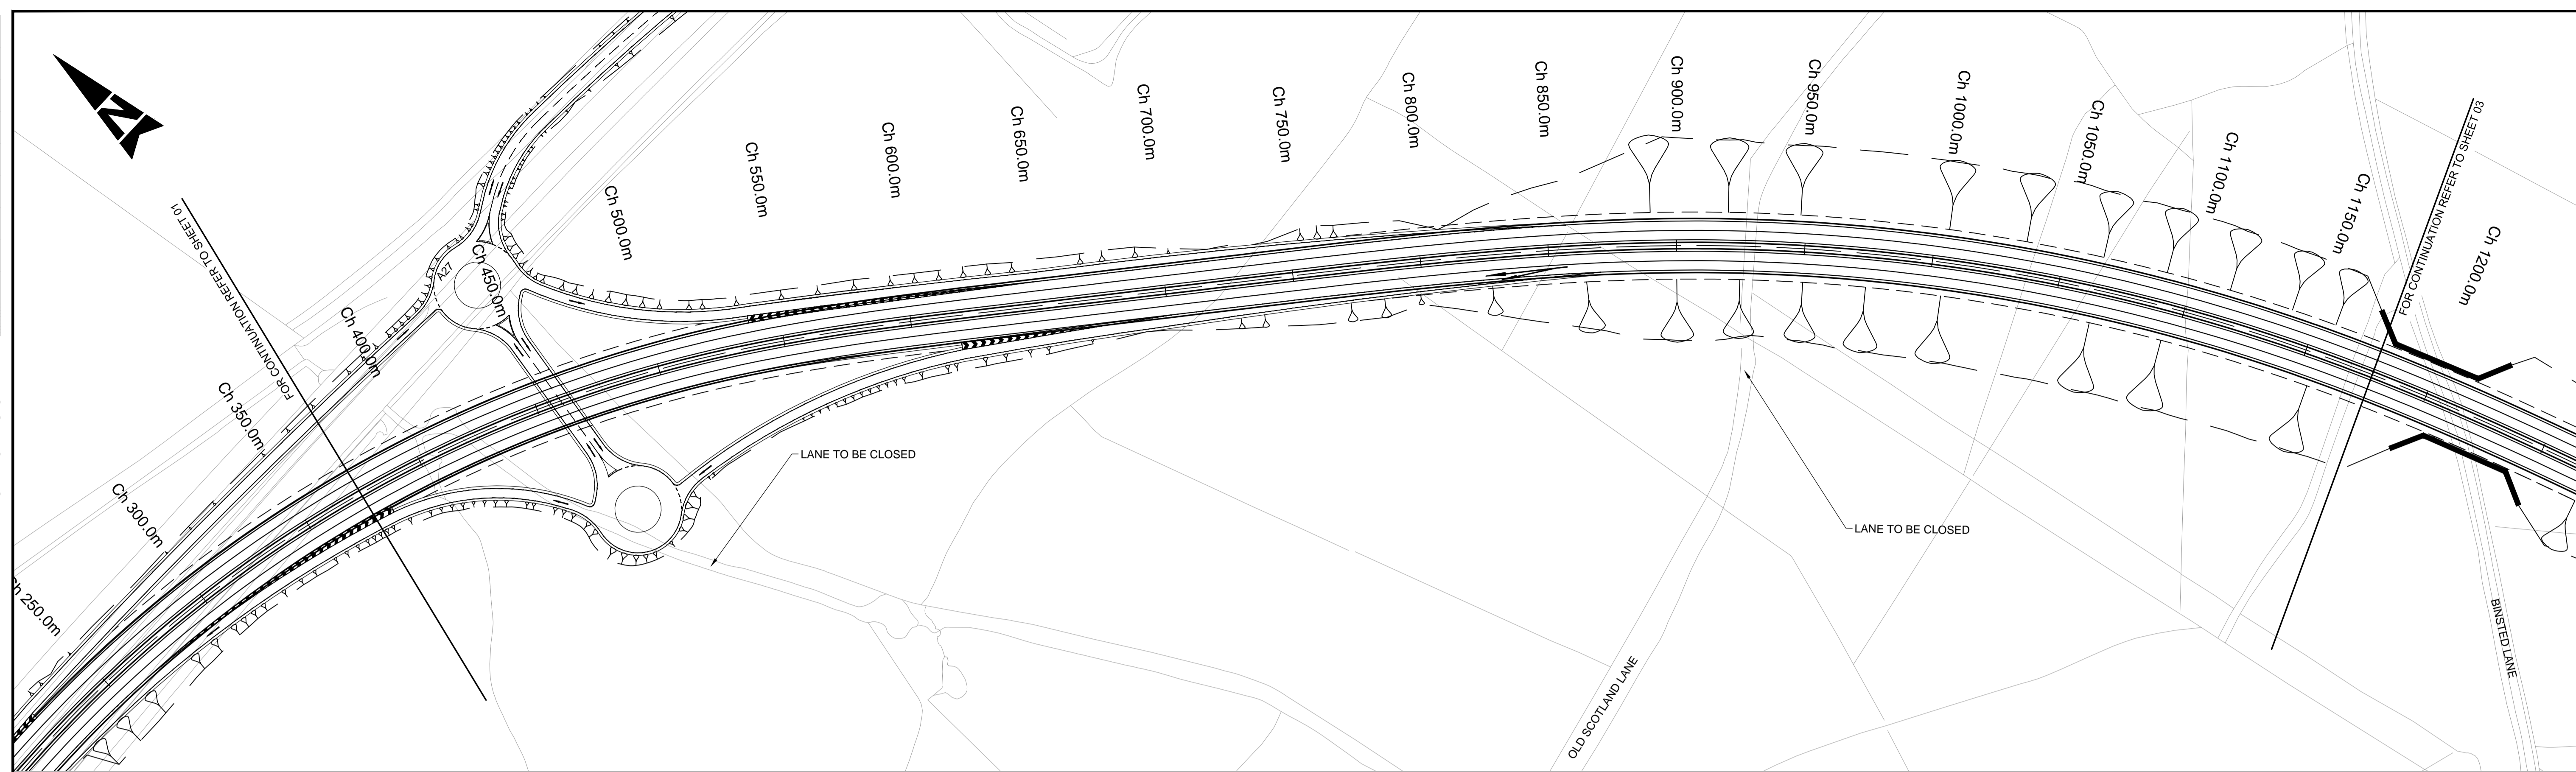 N
FOR CONTINUATION REFER TO SHEET 01
A27
Ch 250.0m
Ch 300.0m
Ch 350.0m
Ch 400.0m
Ch 450.0m
Ch 500.0m
Ch 550.0m
Ch 600.0m
Ch 650.0m
Ch 700.0m
Ch 750.0m
Ch 800.0m
Ch 850.0m
Ch 900.0m
Ch 950.0m
Ch 1000.0m
Ch 1050.0m
Ch 1100.0m
Ch 1150.0m
Ch 1200.0m
FOR CONTINUATION REFER TO SHEET 03
LANE TO BE CLOSED
LANE TO BE CLOSED
OLD SCOTLAND LANE
BINSTED LANE